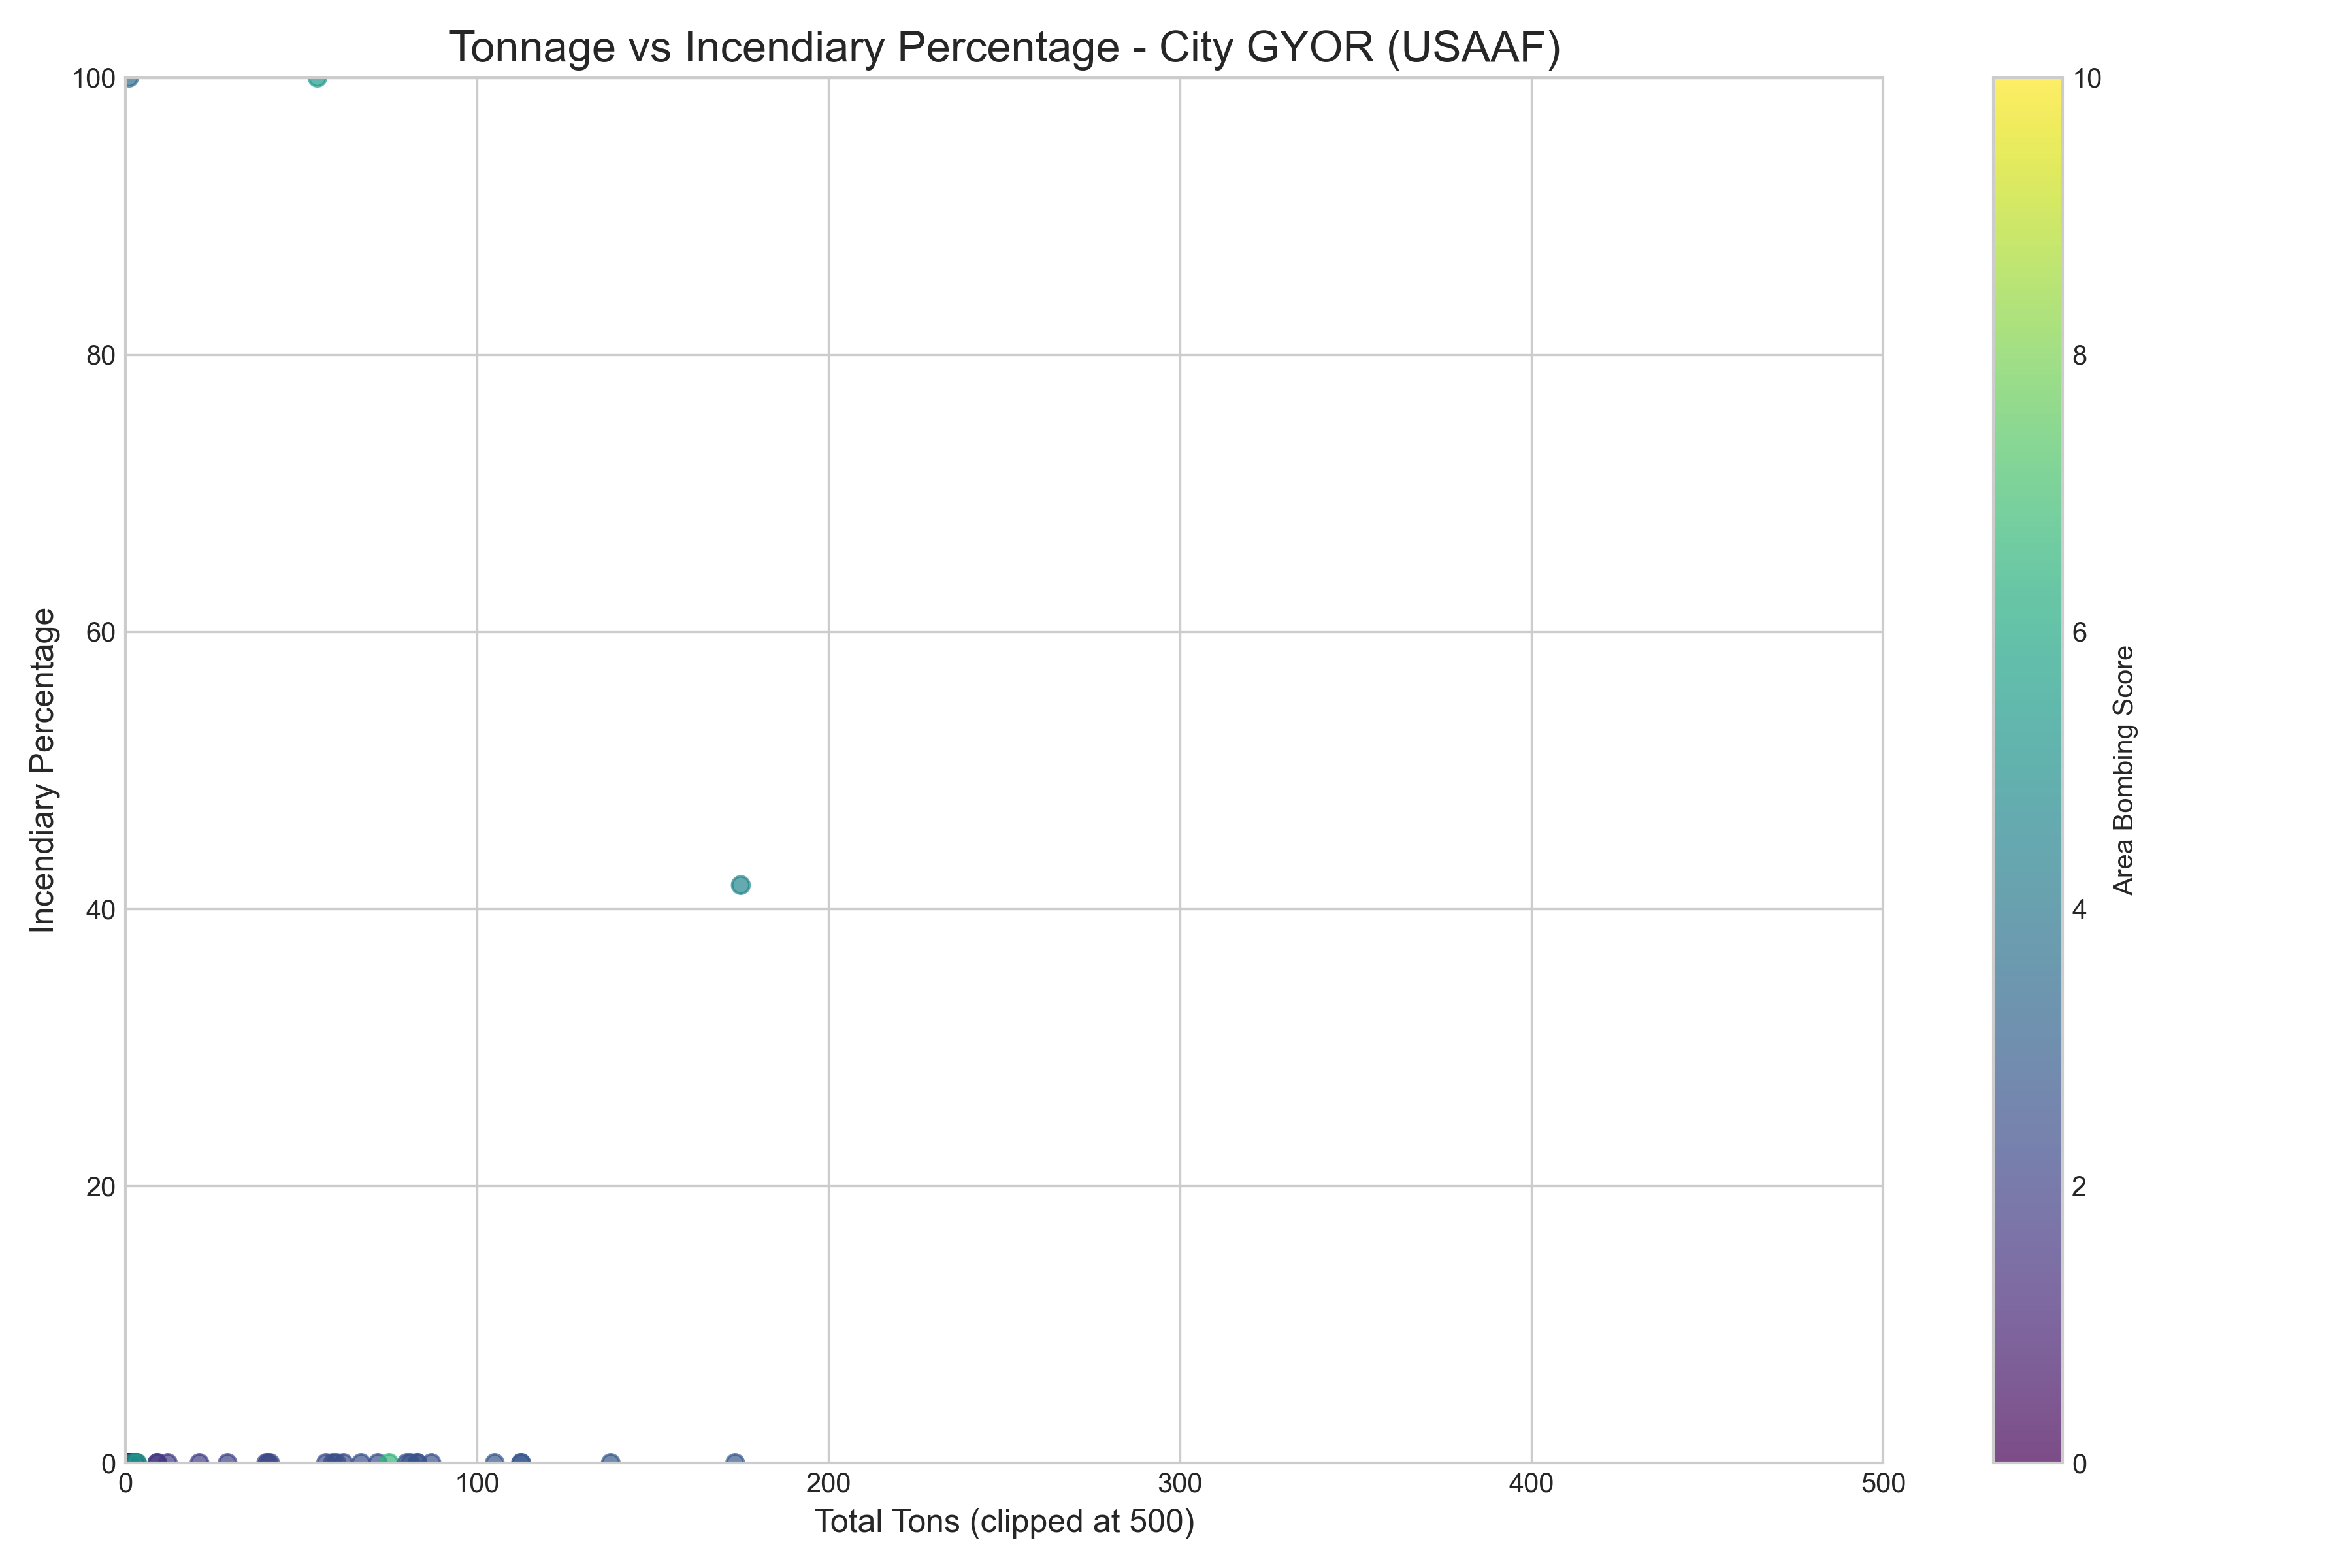 Tonnage vs Incendiary Percentage - City GYOR (USAAF)
100
80
60
40
20
0
Incendiary Percentage
0 100 200 300 400 500
Total Tons (clipped at 500)
10
8
6
4
2
0
Area Bombing Score